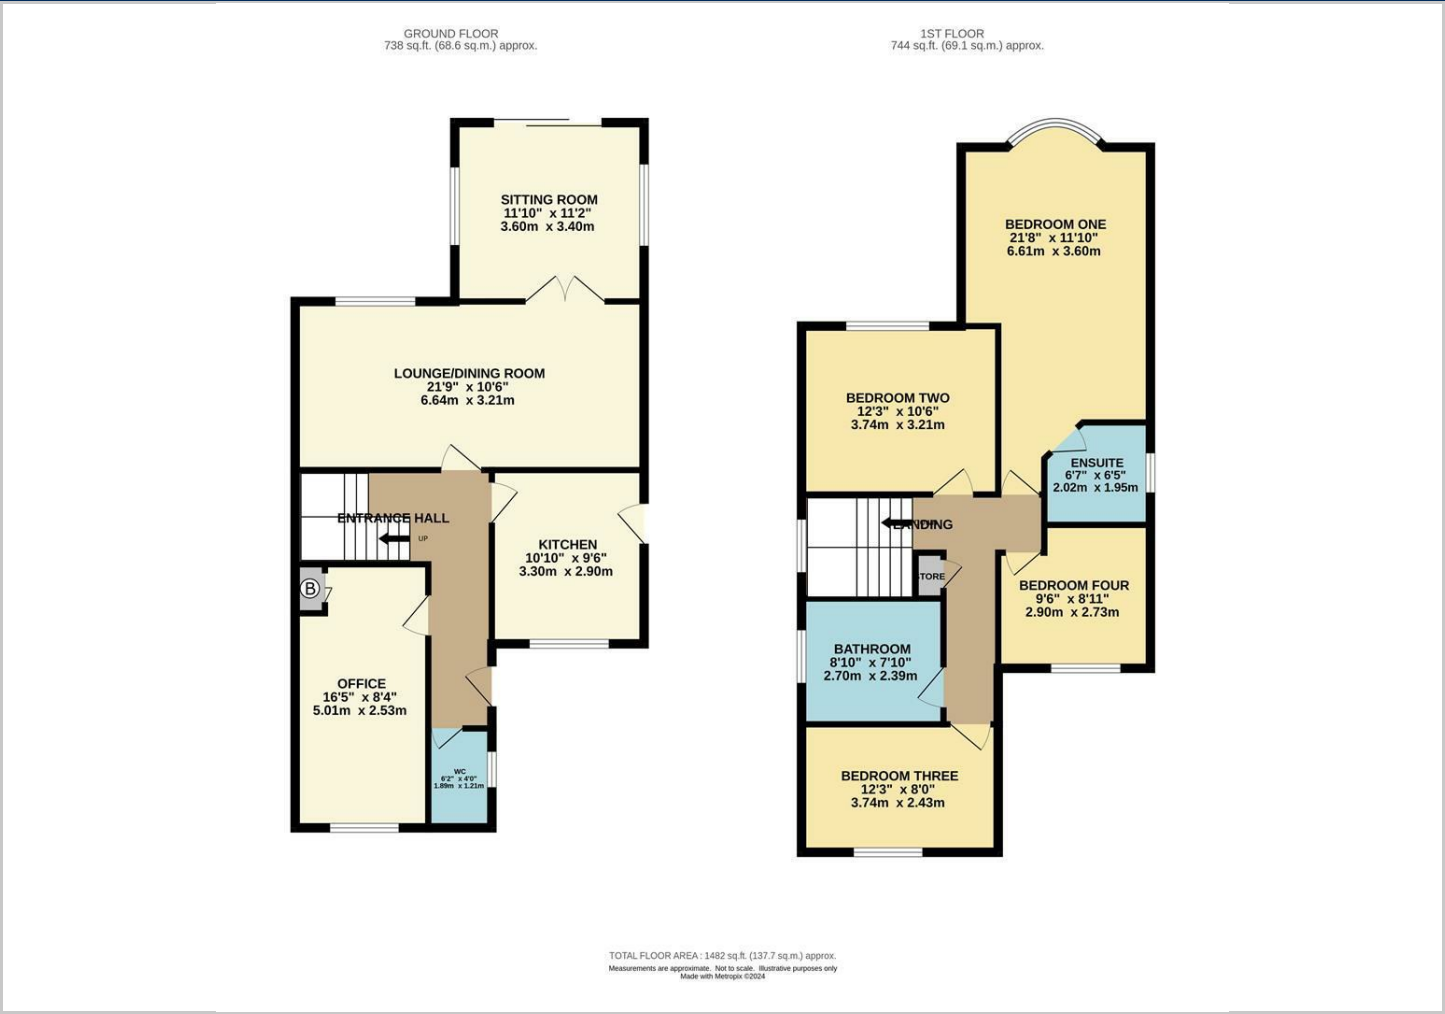 GROUND FLOOR
738 sq.ft. (68.6 sq.m.) approx.
SITTING ROOM
11'10" x 11'2"
3.60m x 3.40m
LOUNGE/DINING ROOM
21'9" x 10'6"
6.64m x 3.21m
ENTRANCE HALL
UP
KITCHEN
10'10" x 9'6"
3.30m x 2.90m
B
OFFICE
16'5" x 8'4"
5.01m x 2.53m
WC
6'2" x 4'0"
1.89m x 1.21m
1ST FLOOR
744 sq.ft. (69.1 sq.m.) approx.
BEDROOM ONE
21'8" x 11'10"
6.61m x 3.60m
BEDROOM TWO
12'3" x 10'6"
3.74m x 3.21m
ENSUITE
6'7" x 6'5"
2.02m x 1.95m
LANDING
STORE
BEDROOM FOUR
9'6" x 8'11"
2.90m x 2.73m
BATHROOM
8'10" x 7'10"
2.70m x 2.39m
BEDROOM THREE
12'3" x 8'0"
3.74m x 2.43m
TOTAL FLOOR AREA : 1482 sq.ft. (137.7 sq.m.) approx.
Measurements are approximate. Not to scale. Illustrative purposes only
Made with Metropix ©2024